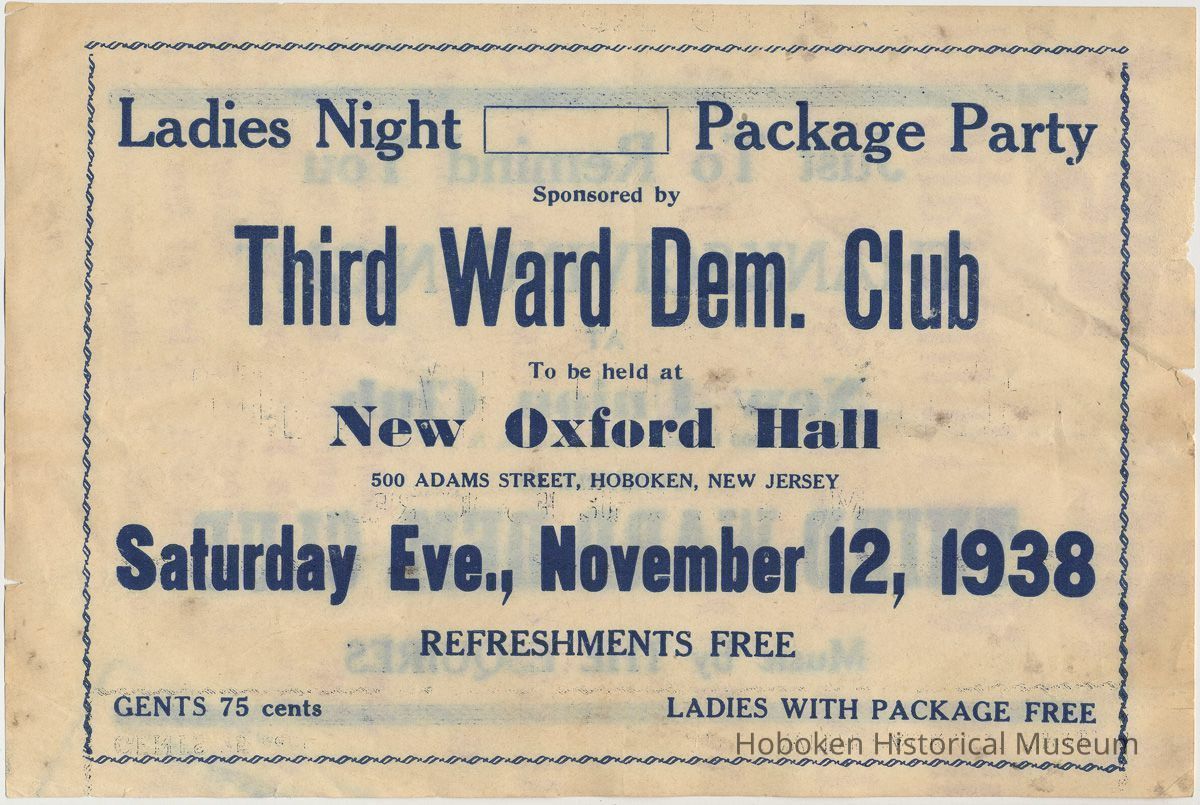 Ladies Night Package Party
Sponsored by
Third Ward Dem. Club
To be held at
New Oxford Hall
500 ADAMS STREET, HOBOKEN, NEW JERSEY
Saturday Eve., November 12, 1938
REFRESHMENTS FREE
GENTS 75 cents LADIES WITH PACKAGE FREE
Hoboken Historical Museum